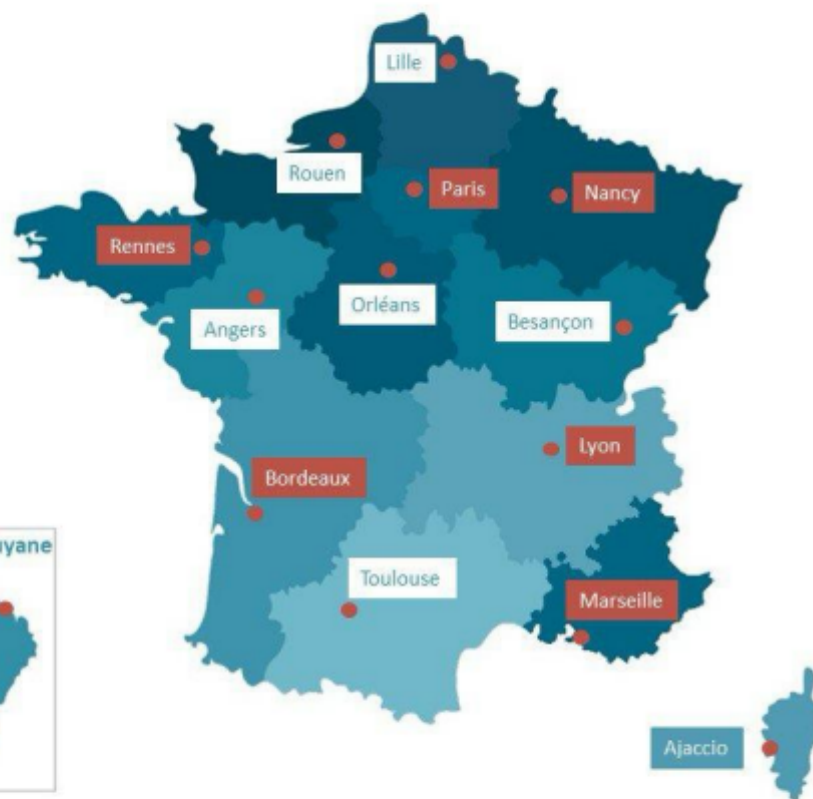 Lille
Rouen
Paris
Nancy
Rennes
Angers
Orléans
Besançon
Lyon
Bordeaux
Toulouse
Marseille
Ajaccio